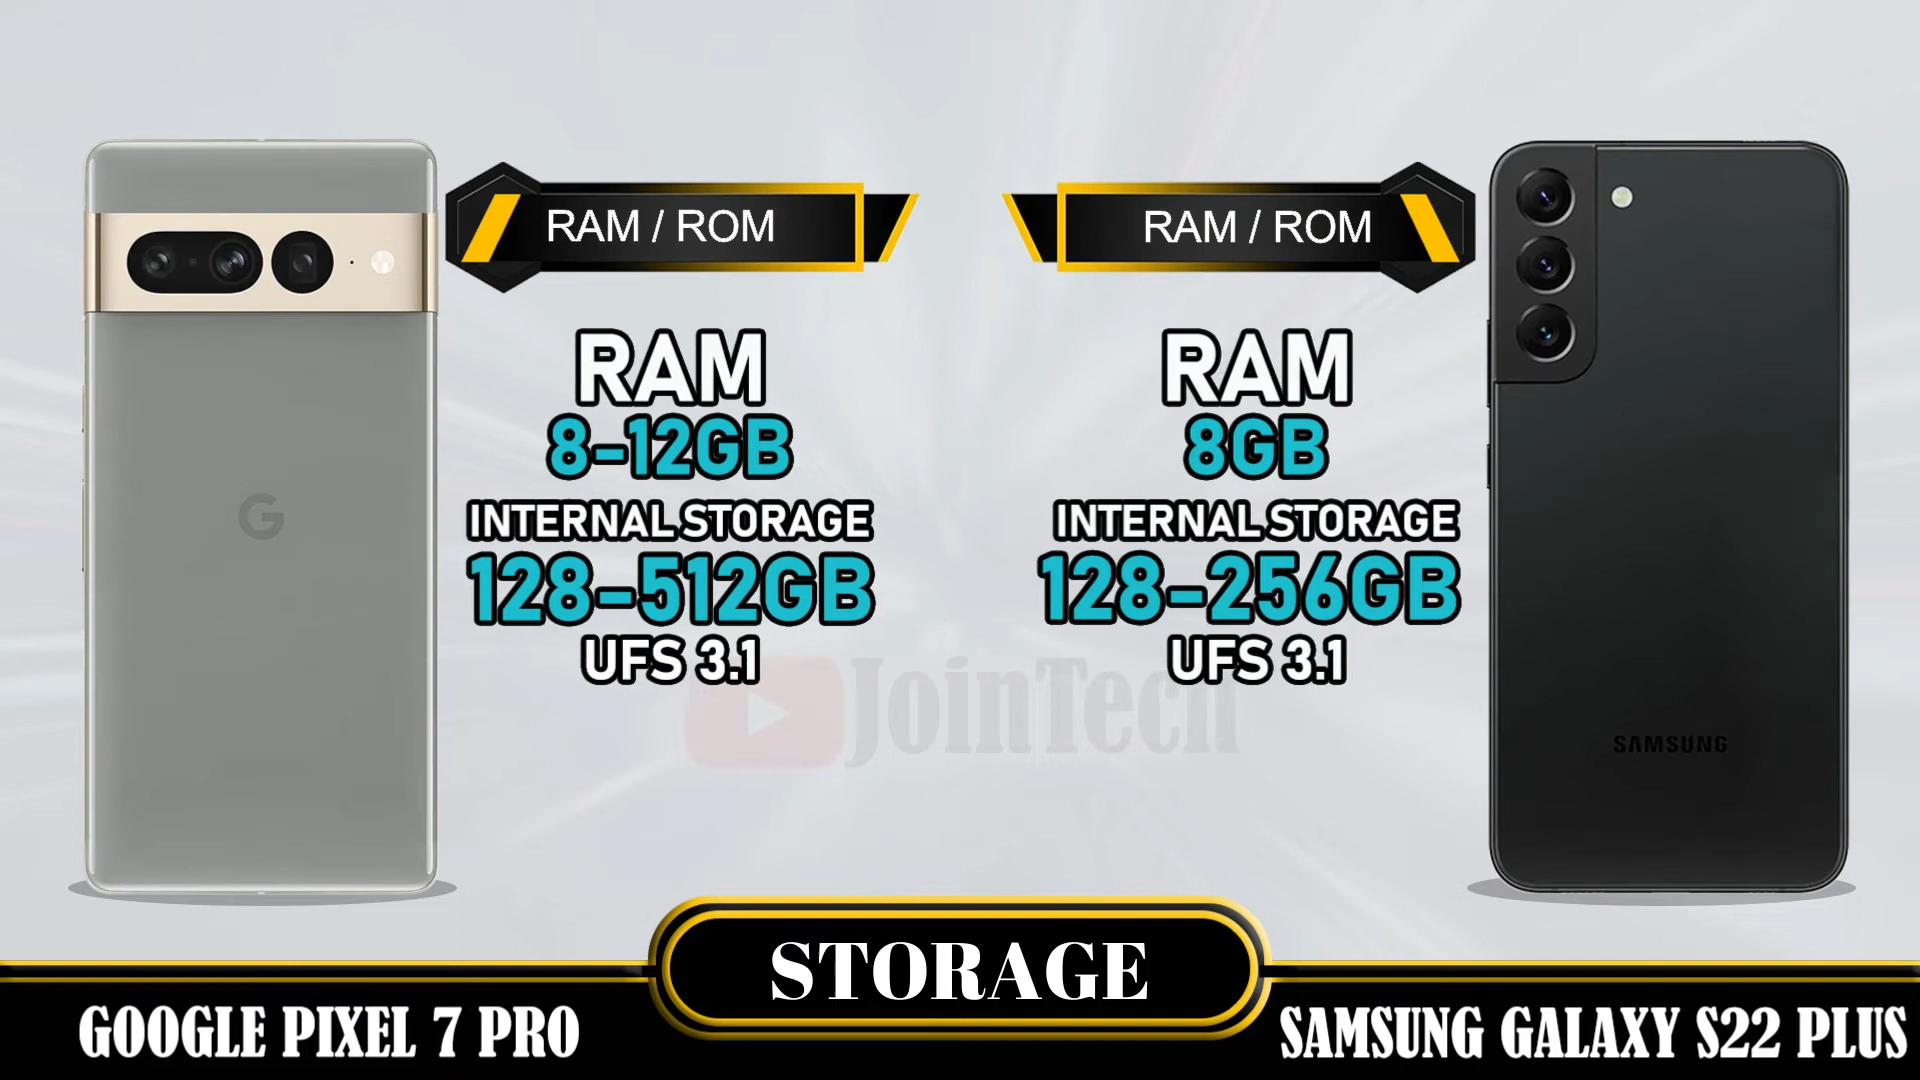 RAM / ROM
RAM
8-12GB
INTERNAL STORAGE
128-512GB
UFS 3.1
RAM / ROM
RAM
8GB
INTERNAL STORAGE
128-256GB
UFS 3.1
G
SAMSUNG
JoinTech
STORAGE
GOOGLE PIXEL 7 PRO
SAMSUNG GALAXY S22 PLUS